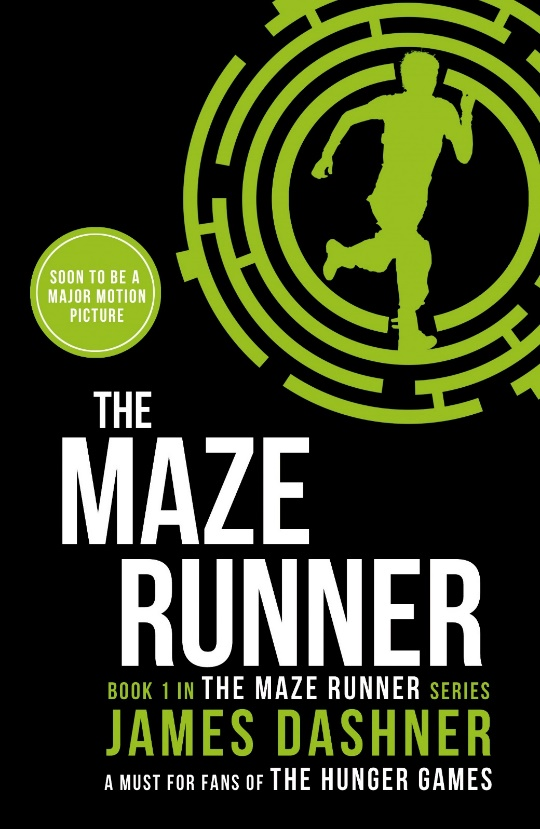 SOON TO BE A
MAJOR MOTION
PICTURE
THE
MAZE
RUNNER
BOOK 1 IN THE MAZE RUNNER SERIES
JAMES DASHNER
A MUST FOR FANS OF THE HUNGER GAMES